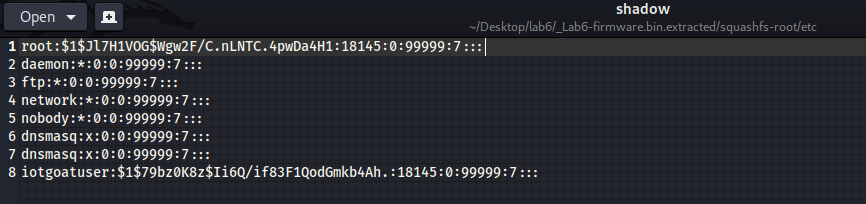 Open
shadow
~/Desktop/lab6/_Lab6-firmware.bin.extracted/squashfs-root/etc
1 root:$1$Jl7H1VOG$Wgw2F/C.nLNTC.4pwDa4H1:18145:0:99999:7:::
2 daemon:*:0:0:99999:7:::
3 ftp:*:0:0:99999:7:::
4 network:*:0:0:99999:7:::
5 nobody:*:0:0:99999:7:::
6 dnsmasq:x:0:0:99999:7:::
7 dnsmasq:x:0:0:99999:7:::
8 iotgoatuser:$1$79bz0K8z$Ii6Q/if83F1QodGmkb4Ah.:18145:0:99999:7:::